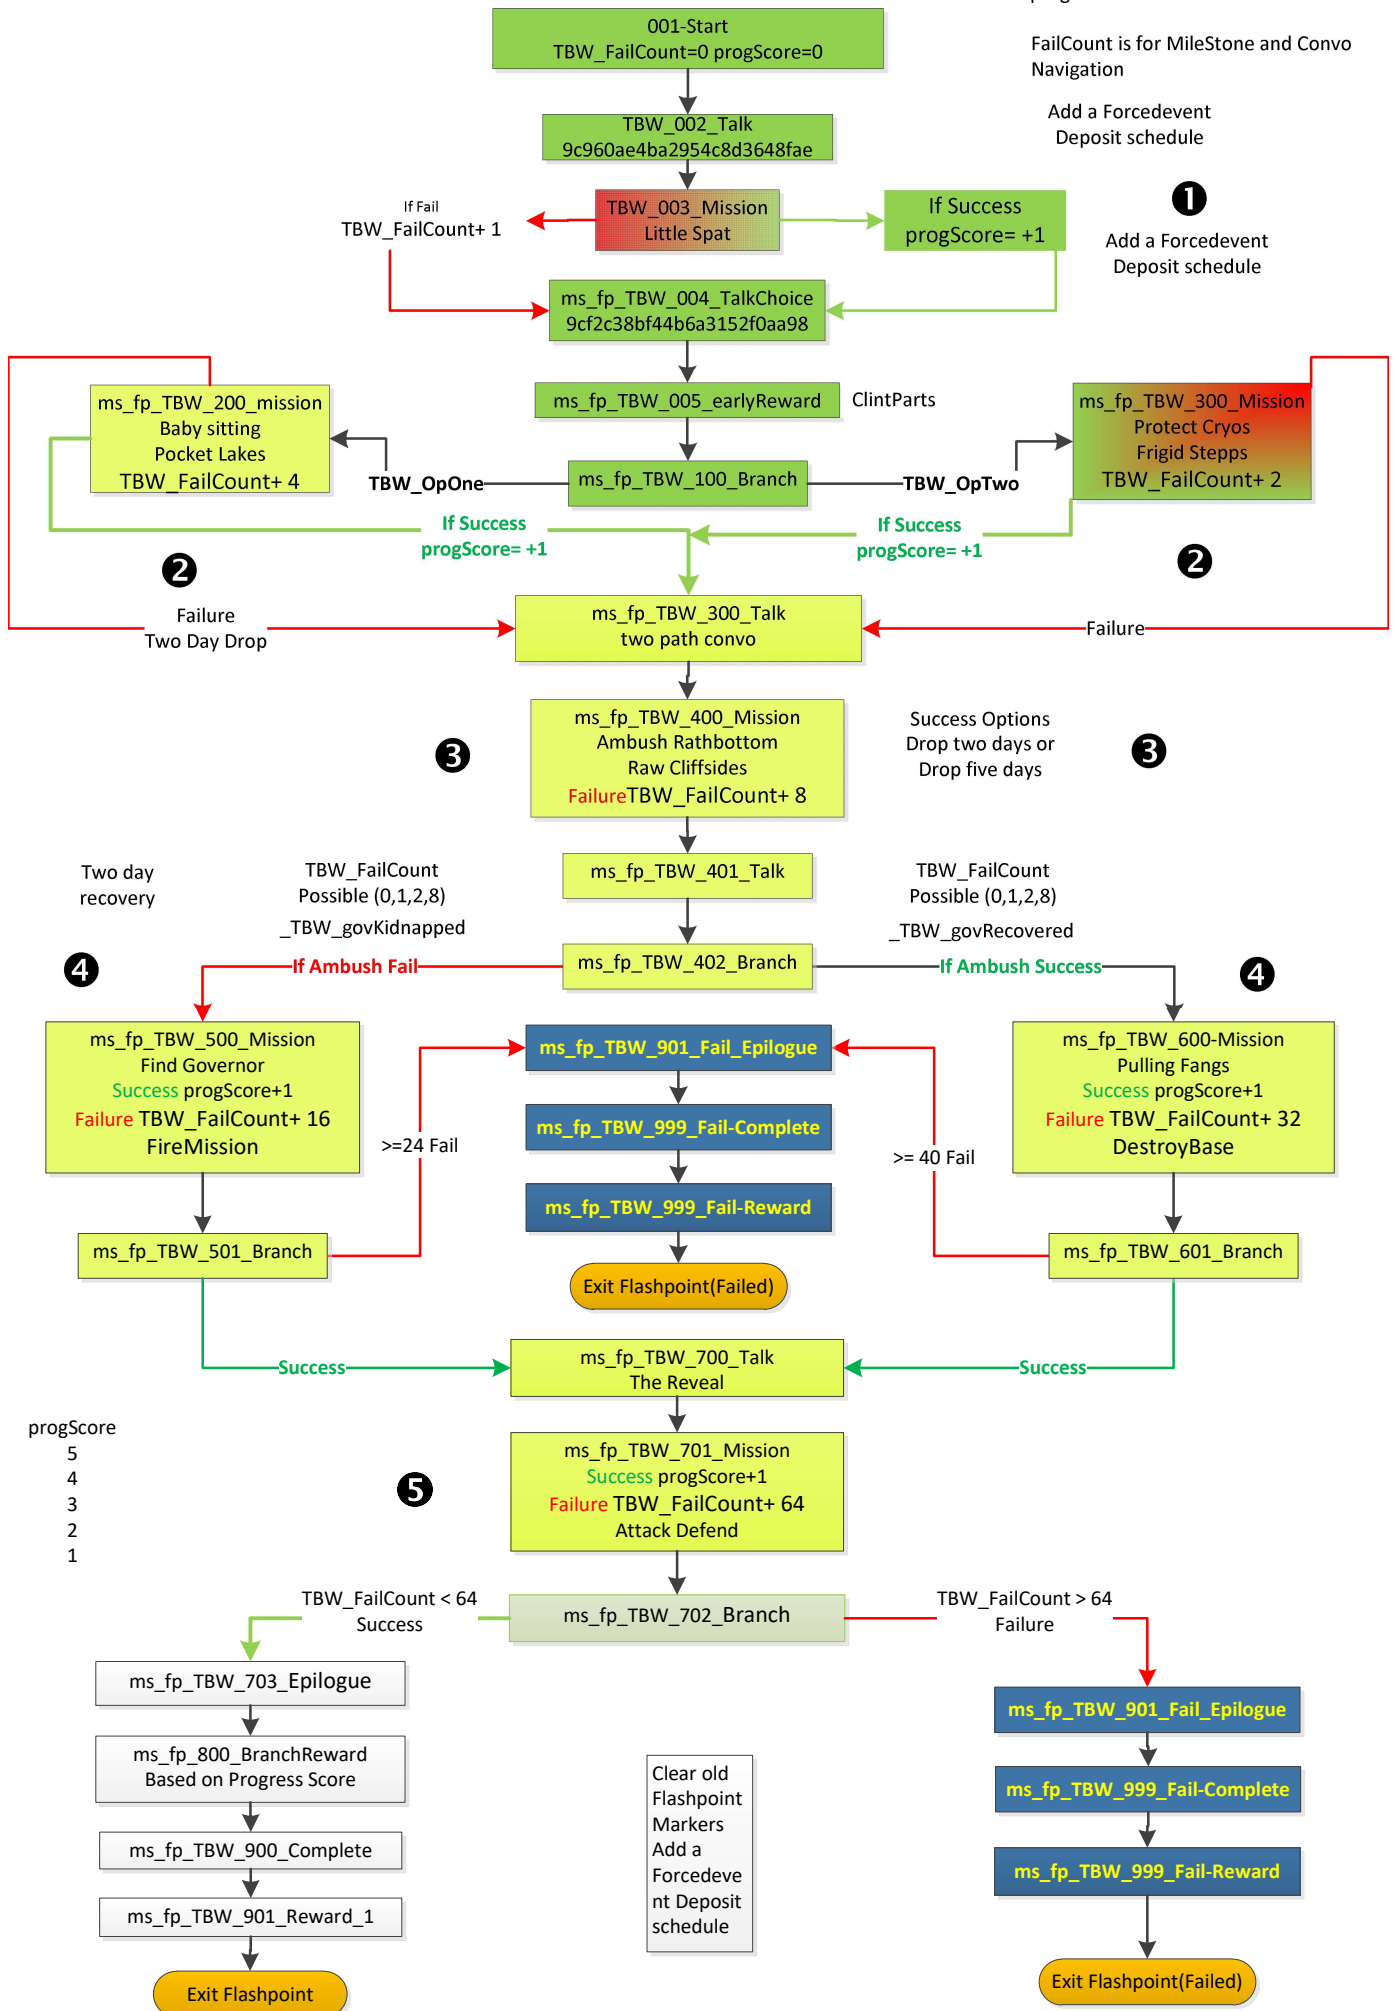 001-Start
TBW_FailCount=0 progScore=0
FailCount is for MileStone and Convo
Navigation
Add a Forcedevent
Deposit schedule
TBW_002_Talk
9c960ae4ba2954c8d3648fae
If Fail
TBW_FailCount+ 1
TBW_003_Mission
Little Spat
If Success
progScore= +1
❶
Add a Forcedevent
Deposit schedule
ms_fp_TBW_004_TalkChoice
9cf2c38bf44b6a3152f0aa98
ms_fp_TBW_200_mission
Baby sitting
Pocket Lakes
TBW_FailCount+ 4
ms_fp_TBW_005_earlyReward
ClintParts
ms_fp_TBW_300_Mission
Protect Cryos
Frigid Stepps
TBW_FailCount+ 2
TBW_OpOne
ms_fp_TBW_100_Branch
TBW_OpTwo
If Success
progScore= +1
If Success
progScore= +1
❷
❷
Failure
Two Day Drop
ms_fp_TBW_300_Talk
two path convo
Failure
❸
ms_fp_TBW_400_Mission
Ambush Rathbottom
Raw Cliffsides
FailureTBW_FailCount+ 8
Success Options
Drop two days or
Drop five days
❸
Two day
recovery
TBW_FailCount
Possible (0,1,2,8)
_TBW_govKidnapped
ms_fp_TBW_401_Talk
TBW_FailCount
Possible (0,1,2,8)
_TBW_govRecovered
❹
If Ambush Fail
ms_fp_TBW_402_Branch
If Ambush Success
❹
ms_fp_TBW_500_Mission
Find Governor
Success progScore+1
Failure TBW_FailCount+ 16
FireMission
>=24 Fail
ms_fp_TBW_901_Fail_Epilogue
ms_fp_TBW_999_Fail-Complete
ms_fp_TBW_999_Fail-Reward
Exit Flashpoint(Failed)
>= 40 Fail
ms_fp_TBW_600-Mission
Pulling Fangs
Success progScore+1
Failure TBW_FailCount+ 32
DestroyBase
ms_fp_TBW_501_Branch
ms_fp_TBW_601_Branch
Success
ms_fp_TBW_700_Talk
The Reveal
Success
progScore
5
4
3
2
1
❺
ms_fp_TBW_701_Mission
Success progScore+1
Failure TBW_FailCount+ 64
Attack Defend
TBW_FailCount < 64
Success
ms_fp_TBW_702_Branch
TBW_FailCount > 64
Failure
ms_fp_TBW_703_Epilogue
ms_fp_800_BranchReward
Based on Progress Score
ms_fp_TBW_900_Complete
ms_fp_TBW_901_Reward_1
Exit Flashpoint
Clear old
Flashpoint
Markers
Add a
Forcedeve
nt Deposit
schedule
ms_fp_TBW_901_Fail_Epilogue
ms_fp_TBW_999_Fail-Complete
ms_fp_TBW_999_Fail-Reward
Exit Flashpoint(Failed)